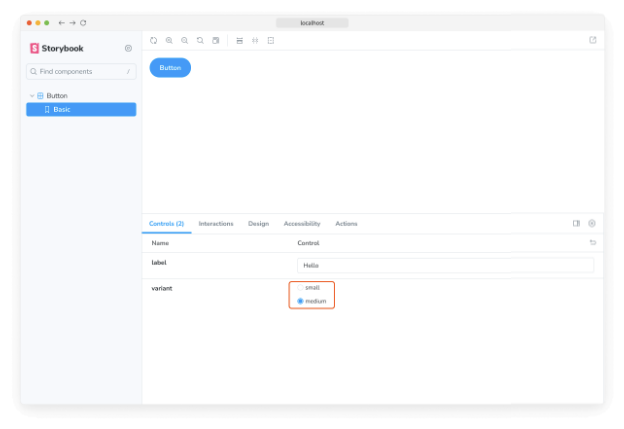 localhost
Storybook
Find components /
Button
Basic
Button
Controls (2) Interactions Design Accessibility Actions
Name Control
label Hello
variant small
medium